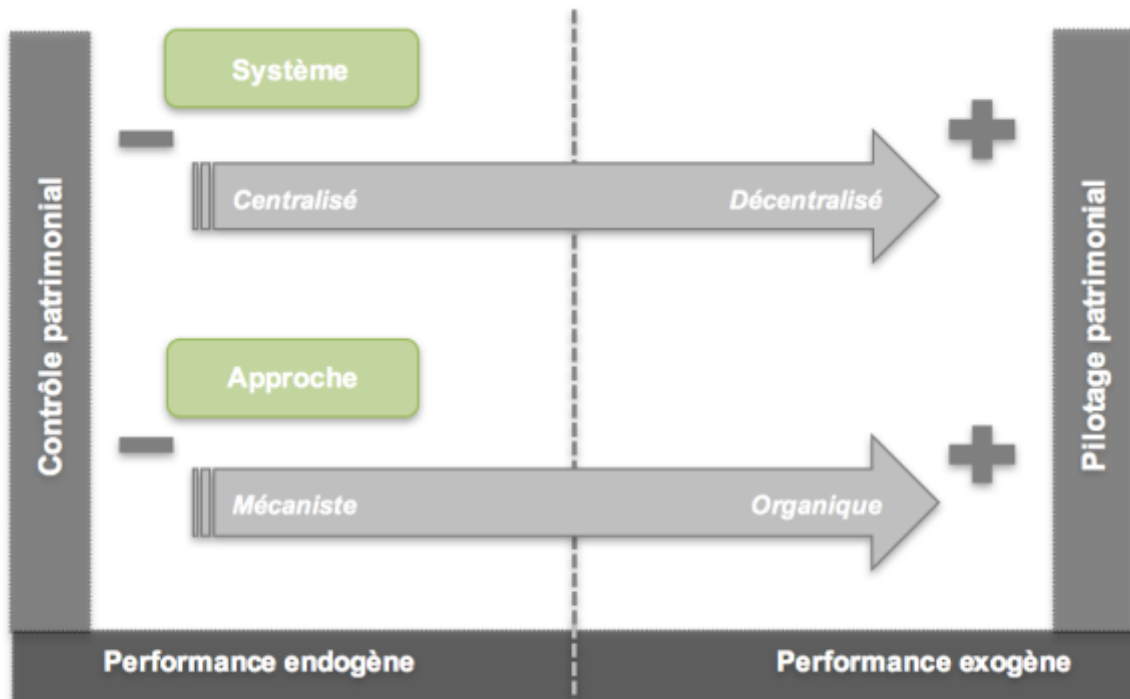 Système
Centralisé
Décentralisé
Contrôle patrimonial
Pilotage patrimonial
Approche
Mécaniste
Organique
Performance endogène
Performance exogène